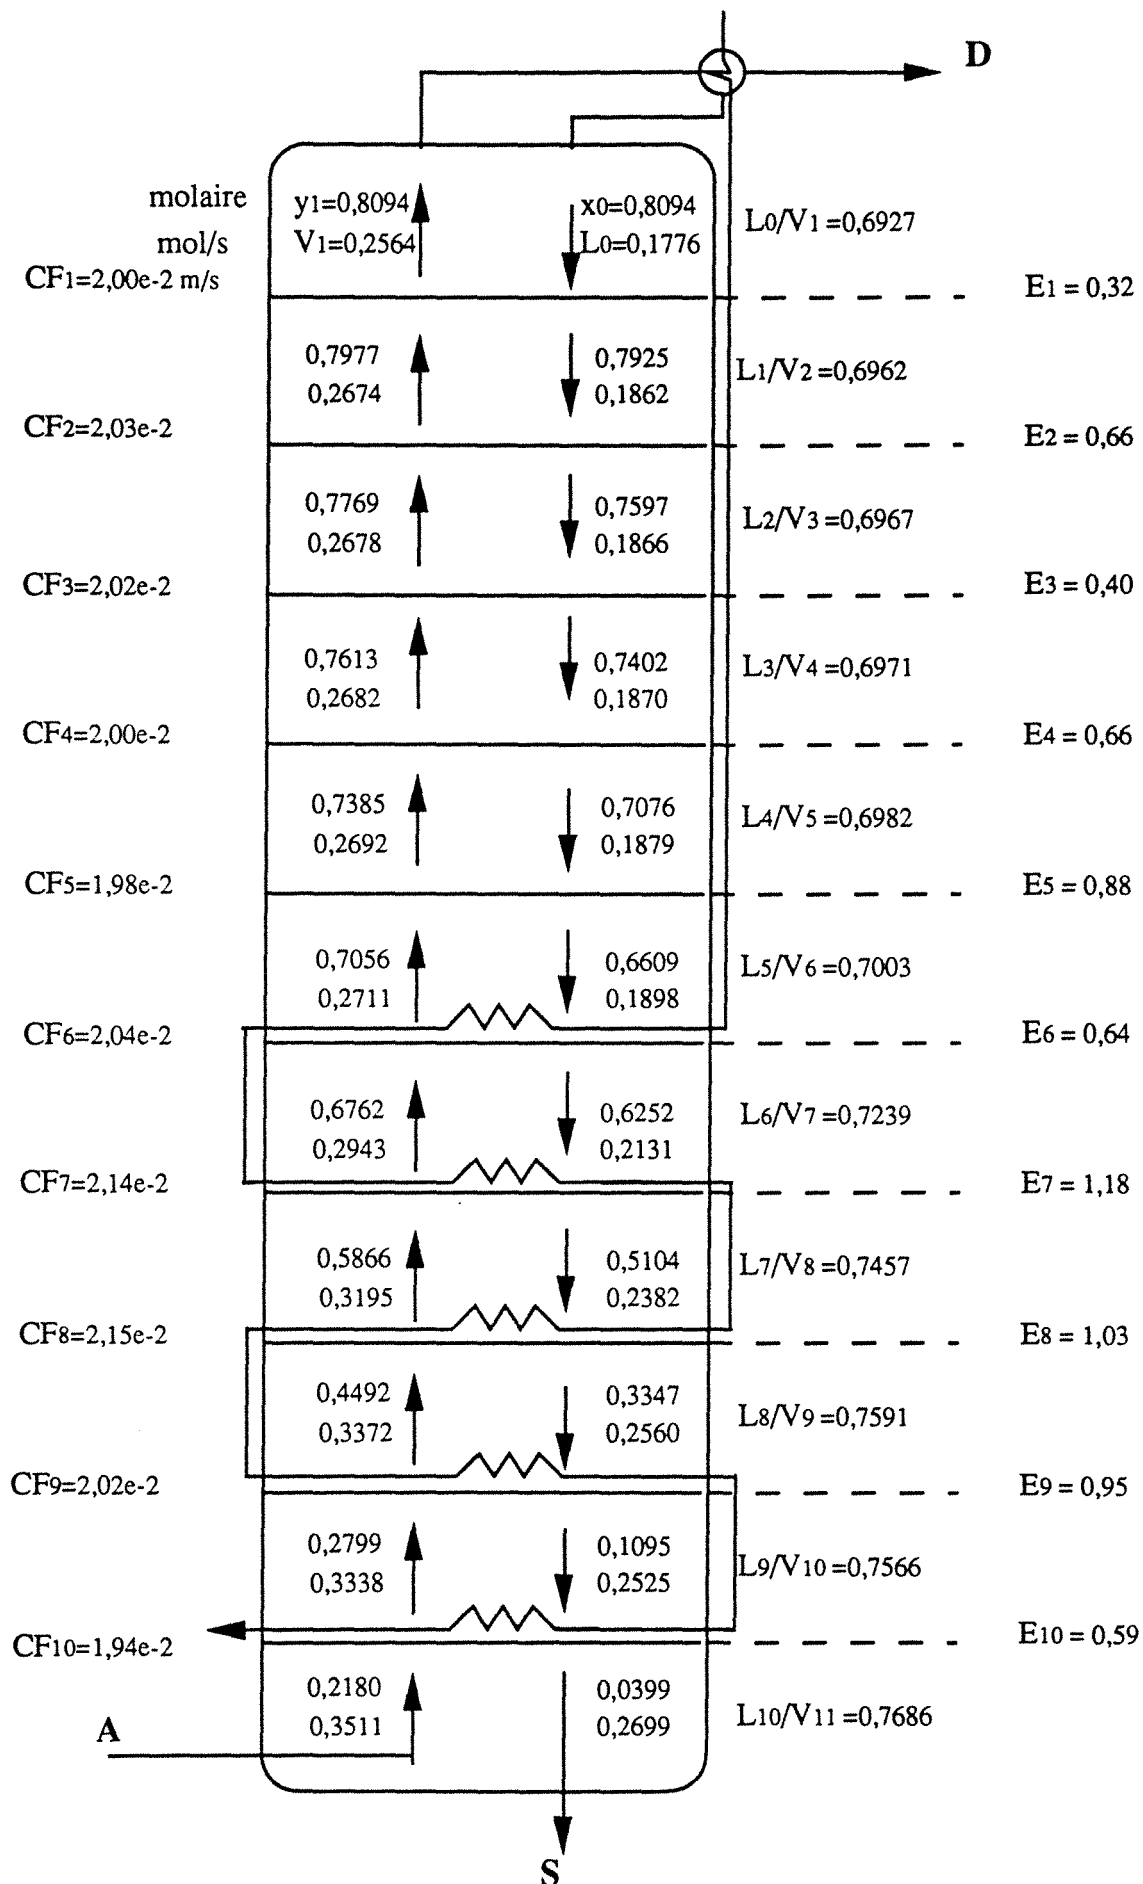 D
molaire y1=0,8094 x0=0,8094 L0/V1=0,6927
mol/s V1=0,2564 L0=0,1776
CF1=2,00e-2 m/s E1 = 0,32
0,7977 0,7925 L1/V2 =0,6962
0,2674 0,1862
CF2=2,03e-2 E2 = 0,66
0,7769 0,7597 L2/V3 =0,6967
0,2678 0,1866
CF3=2,02e-2 E3 = 0,40
0,7613 0,7402 L3/V4 =0,6971
0,2682 0,1870
CF4=2,00e-2 E4 = 0,66
0,7385 0,7076 L4/V5 =0,6982
0,2692 0,1879
CF5=1,98e-2 E5 = 0,88
0,7056 0,6609 L5/V6 =0,7003
0,2711 0,1898
CF6=2,04e-2 E6 = 0,64
0,6762 0,6252 L6/V7 =0,7239
0,2943 0,2131
CF7=2,14e-2 E7 = 1,18
0,5866 0,5104 L7/V8 =0,7457
0,3195 0,2382
CF8=2,15e-2 E8 = 1,03
0,4492 0,3347 L8/V9 =0,7591
0,3372 0,2560
CF9=2,02e-2 E9 = 0,95
0,2799 0,1095 L9/V10 =0,7566
0,3338 0,2525
CF10=1,94e-2 E10 = 0,59
0,2180 0,0399 L10/V11 =0,7686
A 0,3511 0,2699
S